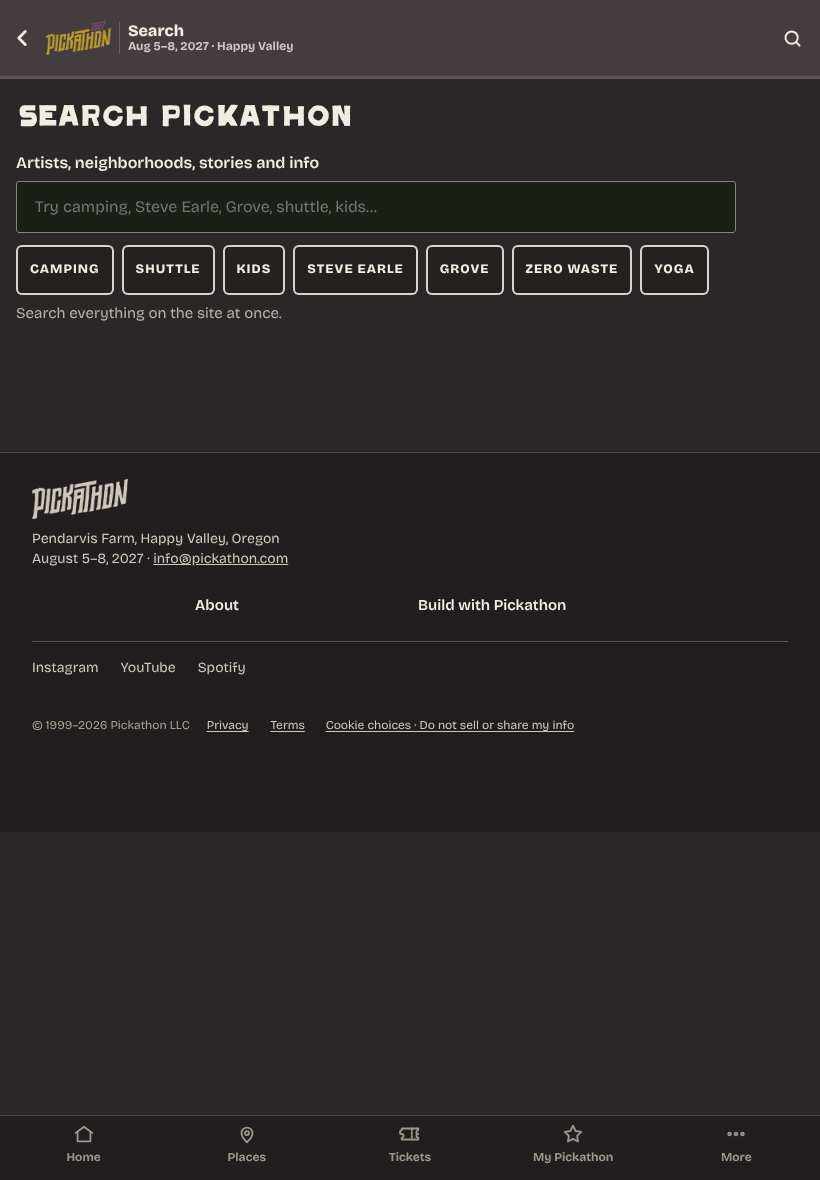 PICKATHON
Search
Aug 5–8, 2027 · Happy Valley
SEARCH PICKATHON
Artists, neighborhoods, stories and info
Try camping, Steve Earle, Grove, shuttle, kids…
CAMPING SHUTTLE KIDS STEVE EARLE GROVE ZERO WASTE YOGA
Search everything on the site at once.
PICKATHON
Pendarvis Farm, Happy Valley, Oregon
August 5–8, 2027 · info@pickathon.com
About Build with Pickathon
Instagram YouTube Spotify
© 1999–2026 Pickathon LLC Privacy Terms Cookie choices · Do not sell or share my info
Home Places Tickets My Pickathon More